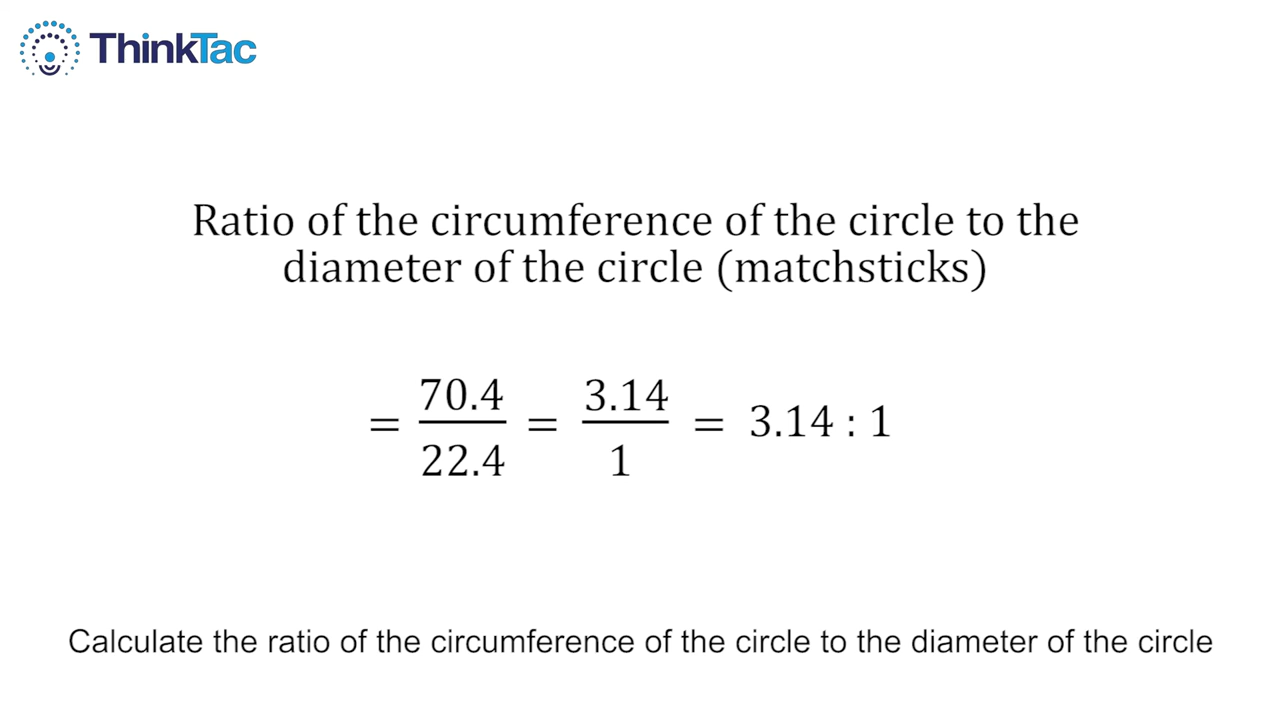 ThinkTac
Ratio of the circumference of the circle to the
diameter of the circle (matchsticks)
= 70.4/22.4 = 3.14/1 = 3.14 : 1
Calculate the ratio of the circumference of the circle to the diameter of the circle